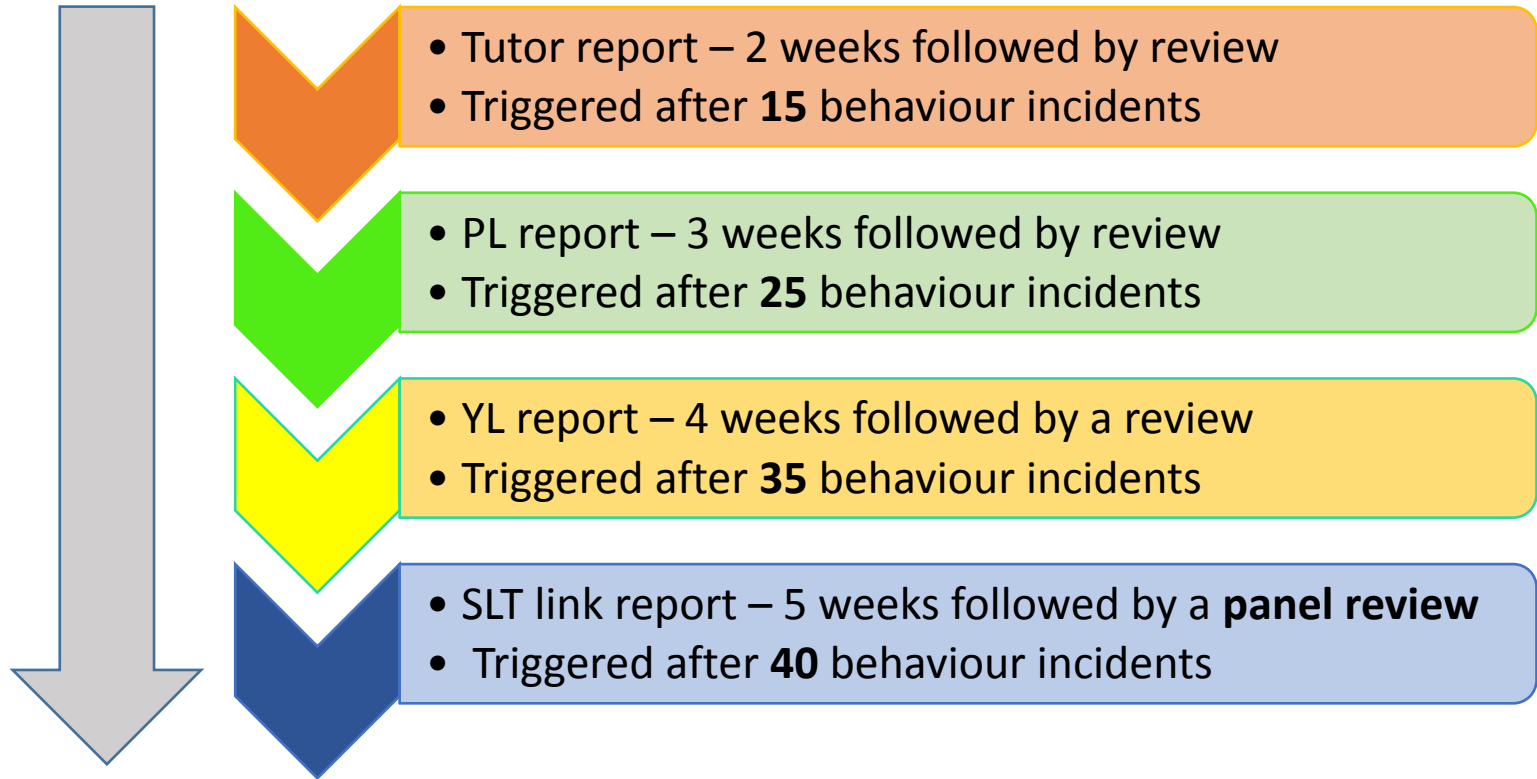 • Tutor report – 2 weeks followed by review
• Triggered after 15 behaviour incidents
• PL report – 3 weeks followed by review
• Triggered after 25 behaviour incidents
• YL report – 4 weeks followed by a review
• Triggered after 35 behaviour incidents
• SLT link report – 5 weeks followed by a panel review
• Triggered after 40 behaviour incidents